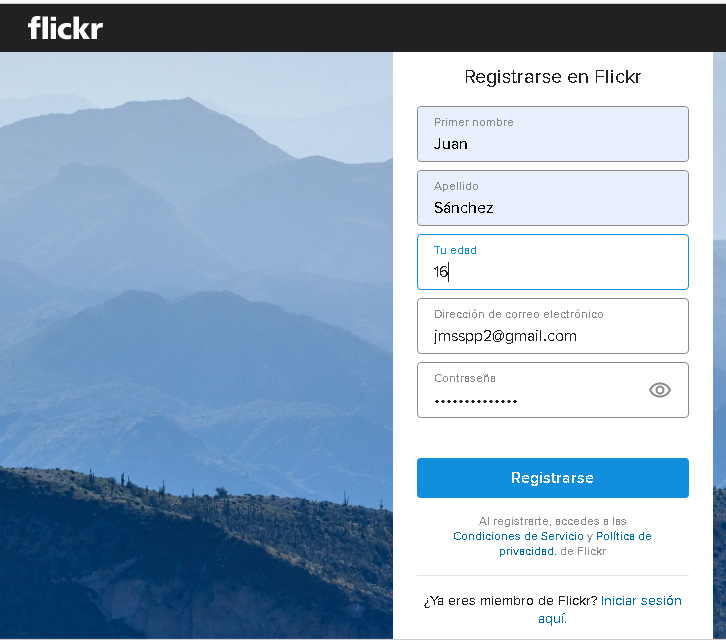 flickr
Registrarse en Flickr
Primer nombre
Juan
Apellido
Sánchez
Tu edad
16
Dirección de correo electrónico
jmsspp2@gmail.com
Contraseña
••••••••••••••
Registrarse
Al registrarte, accedes a las
Condiciones de Servicio y Política de
privacidad. de Flickr
¿Ya eres miembro de Flickr? Iniciar sesión
aquí.